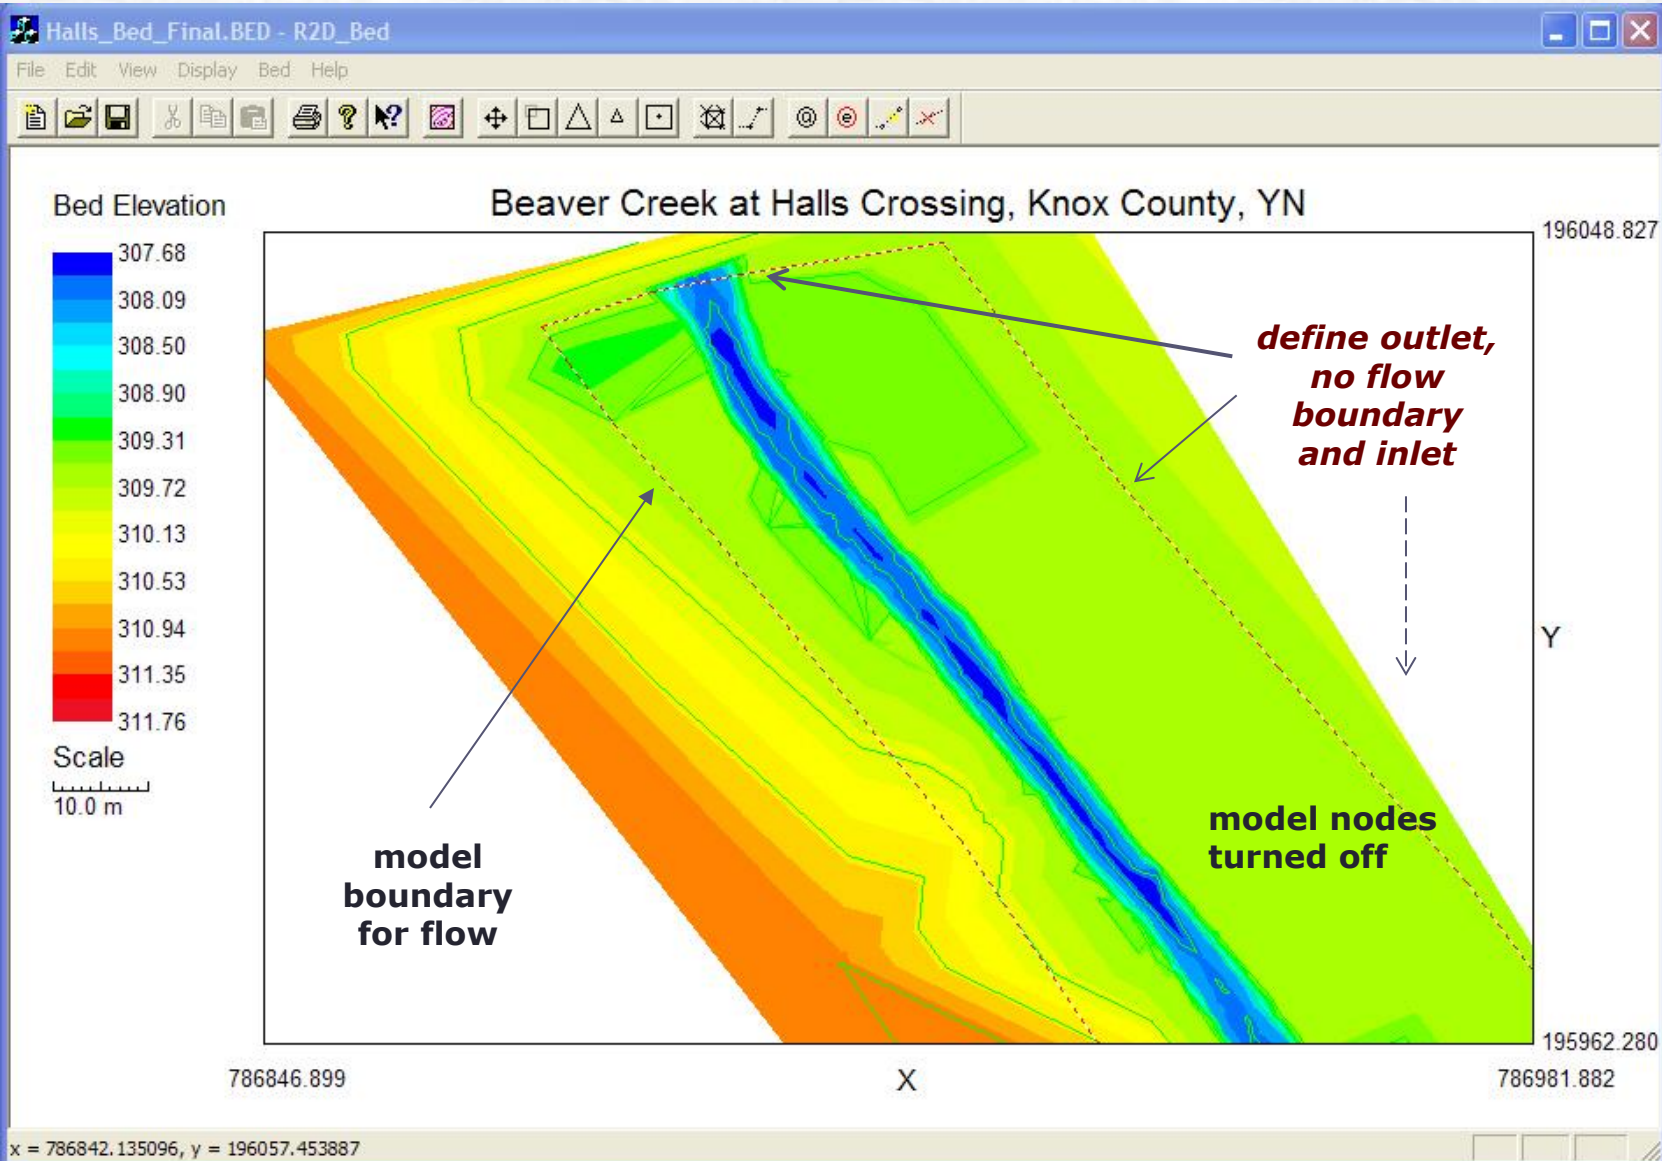 Halls_Bed_Final.BED - R2D_Bed
File Edit View Display Bed Help
Beaver Creek at Halls Crossing, Knox County, YN
Bed Elevation
307.68
308.09
308.50
308.90
309.31
309.72
310.13
310.53
310.94
311.35
311.76
Scale
10.0 m
196048.827
define outlet,
no flow
boundary
and inlet
Y
model nodes
turned off
model
boundary
for flow
195962.280
786846.899
X
786981.882
x = 786842.135096, y = 196057.453887